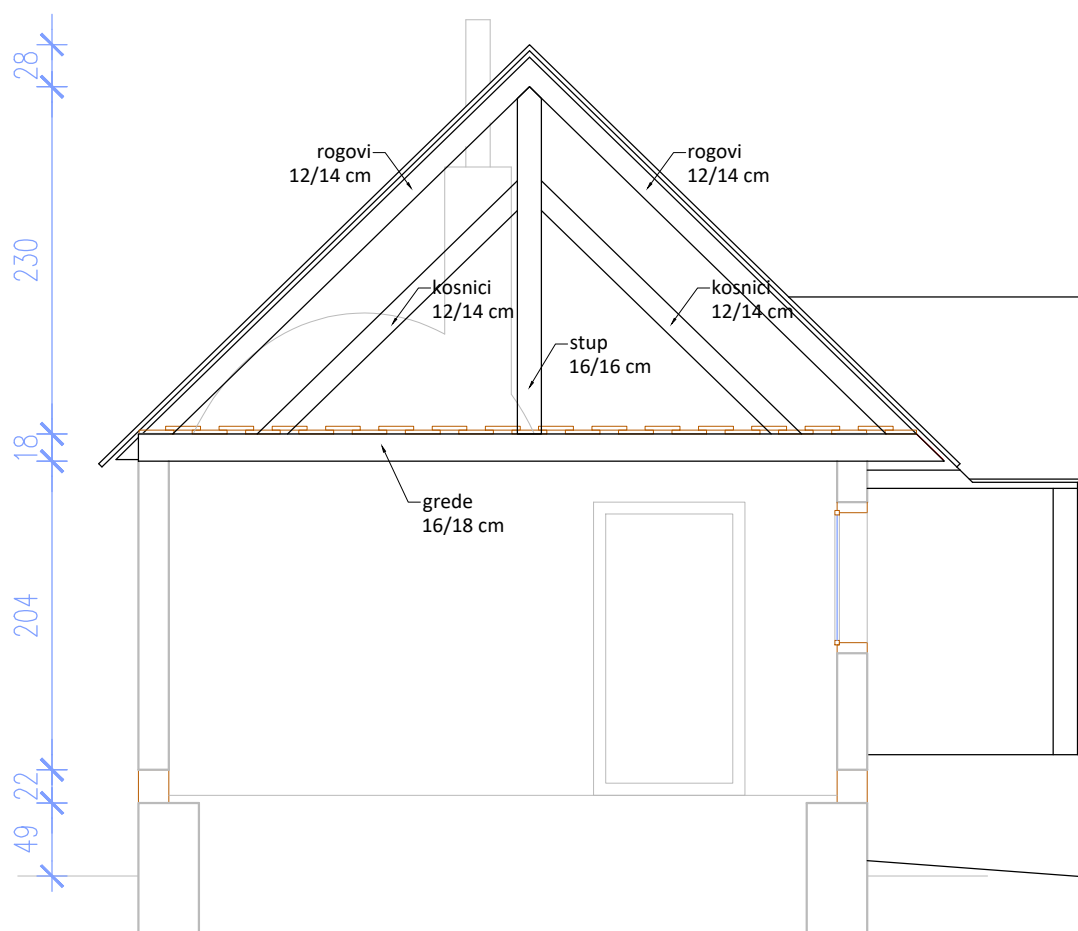 28
230
18
204
22
49
rogovi
12/14 cm
rogovi
12/14 cm
kosnici
12/14 cm
kosnici
12/14 cm
stup
16/16 cm
grede
16/18 cm